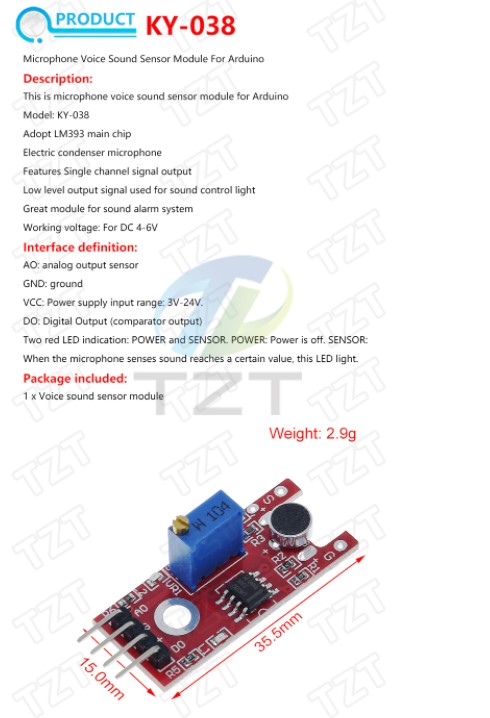 PRODUCT KY-038
Microphone Voice Sound Sensor Module For Arduino
Description:
This is microphone voice sound sensor module for Arduino
Model: KY-038
Adopt LM393 main chip
Electric condenser microphone
Features Single channel signal output
Low level output signal used for sound control light
Great module for sound alarm system
Working voltage: For DC 4-6V
Interface definition:
AO: analog output sensor
GND: ground
VCC: Power supply input range: 3V-24V.
DO: Digital Output (comparator output)
Two red LED indication: POWER and SENSOR. POWER: Power is off. SENSOR:
When the microphone senses sound reaches a certain value, this LED light.
Package included:
1 x Voice sound sensor module
TZT
Weight: 2.9g
W 104
S
R3
R2
G
VR1
R6
AO
DO
R5
35.5mm
15.0mm